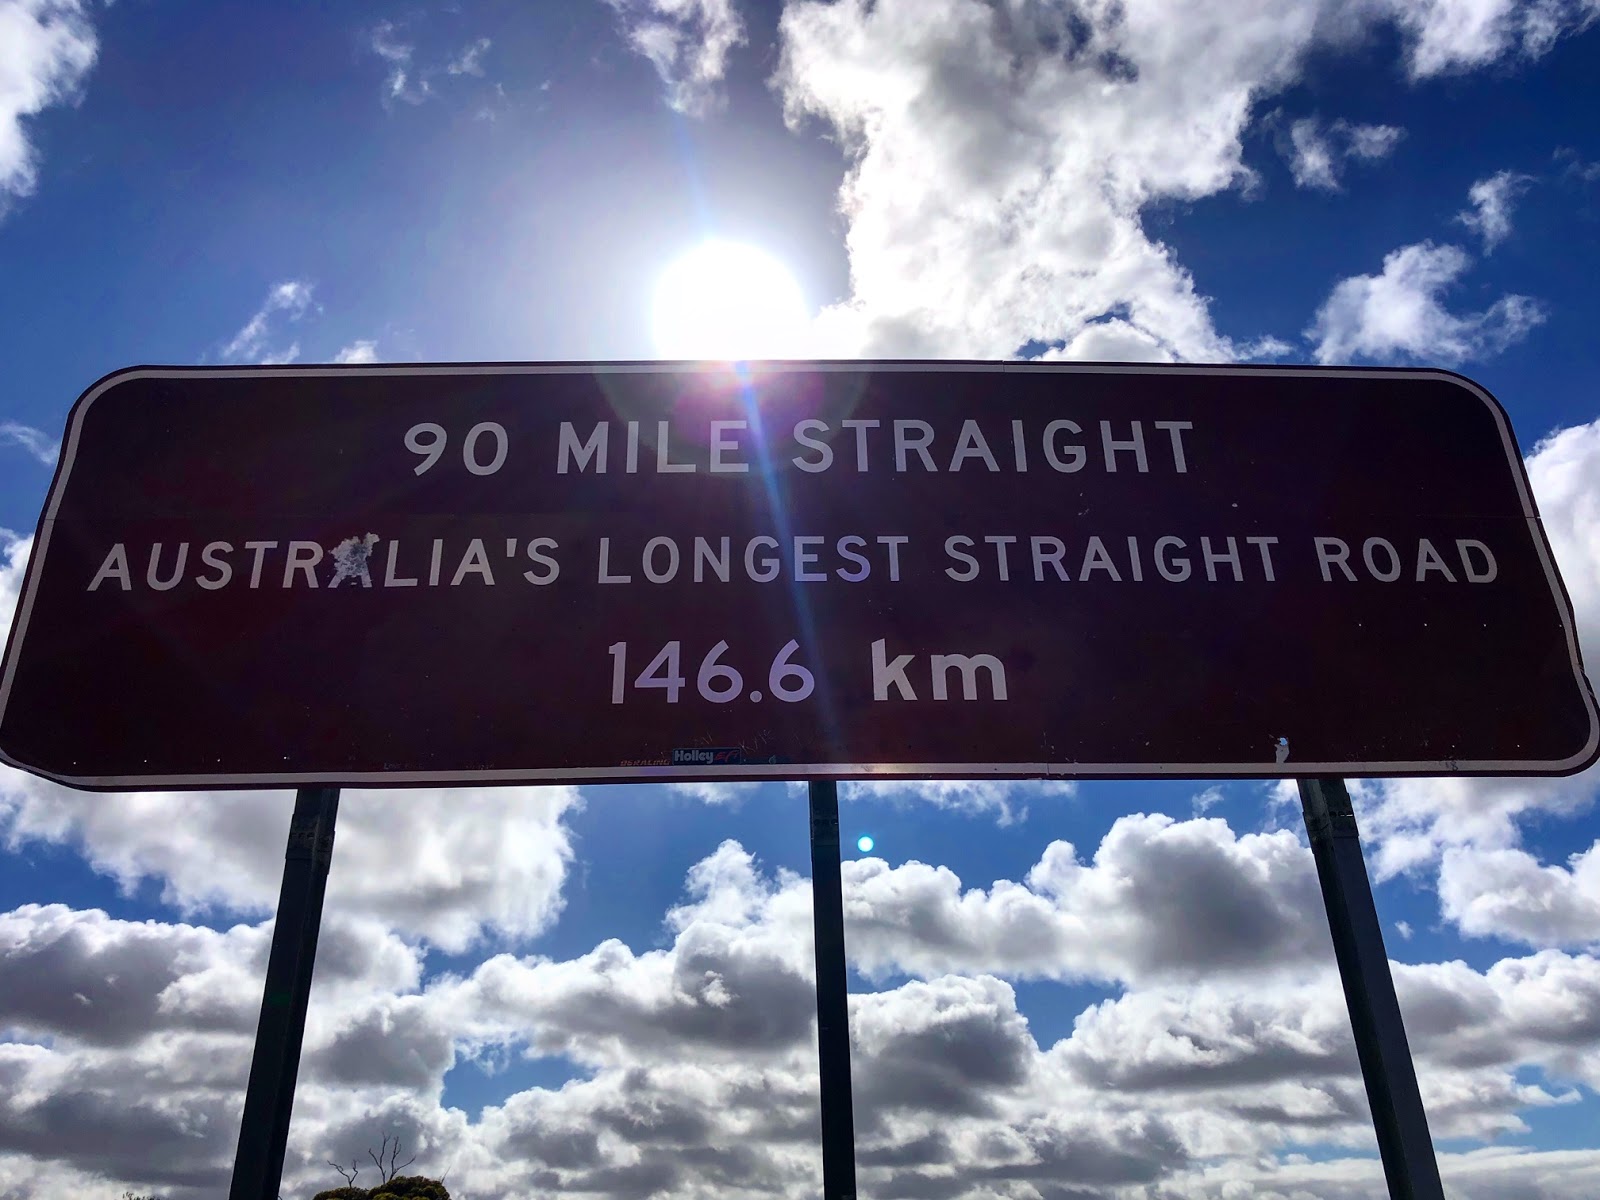 90 MILE STRAIGHT
AUSTRALIA'S LONGEST STRAIGHT ROAD
146.6 km
Holley